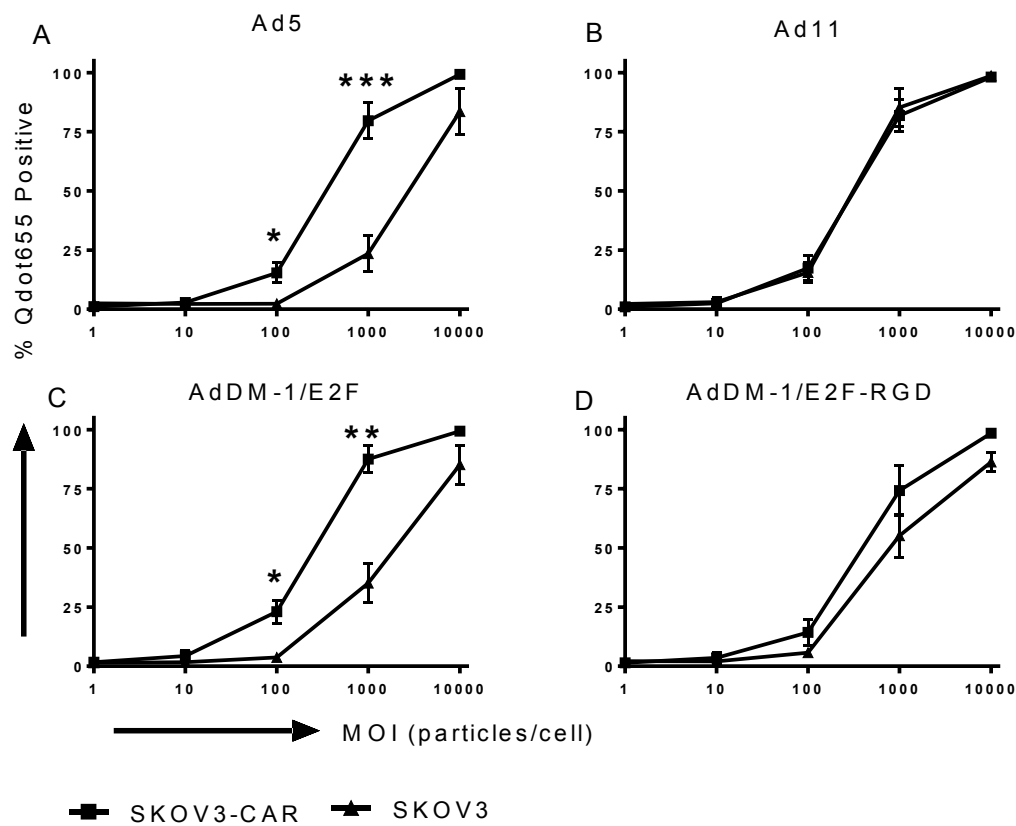 A
Ad5
B
Ad11
% Qdot655 Positive
100
75
50
25
0
***
*
1 10 100 1000 10000
100
75
50
25
0
1 10 100 1000 10000
C
AdDM-1/E2F
D
AdDM-1/E2F-RGD
100
75
50
25
0
**
*
1 10 100 1000 10000
100
75
50
25
0
1 10 100 1000 10000
MOI (particles/cell)
SKOV3-CAR SKOV3